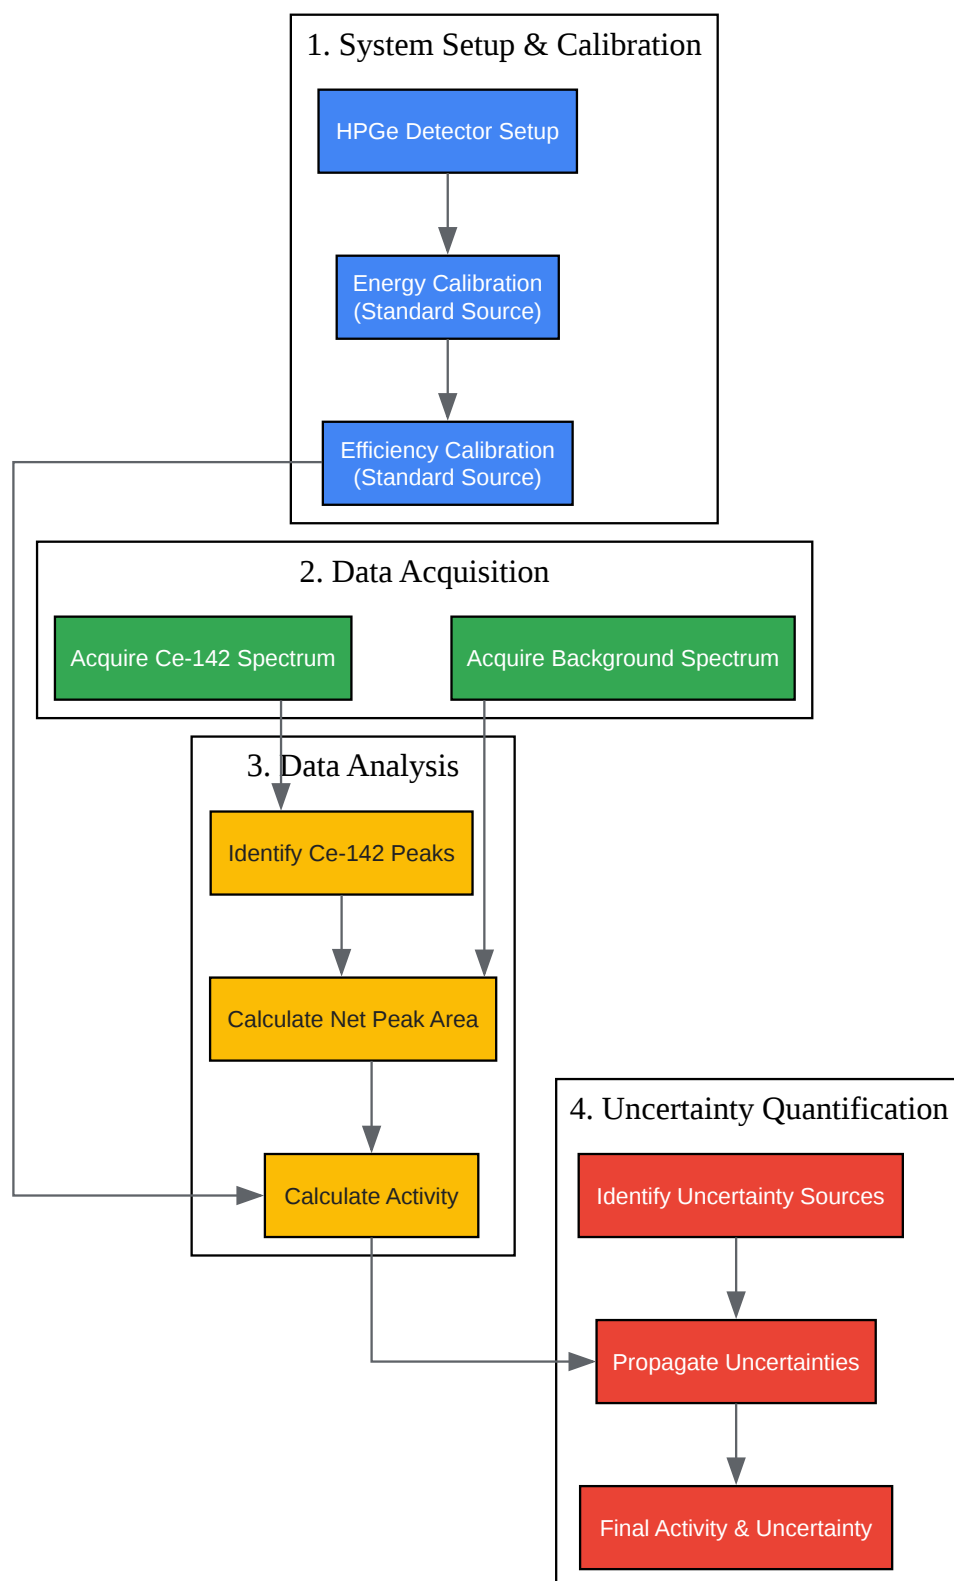 1. System Setup & Calibration
HPGe Detector Setup
Energy Calibration
(Standard Source)
Efficiency Calibration
(Standard Source)
2. Data Acquisition
Acquire Ce-142 Spectrum
Acquire Background Spectrum
3. Data Analysis
Identify Ce-142 Peaks
Calculate Net Peak Area
Calculate Activity
4. Uncertainty Quantification
Identify Uncertainty Sources
Propagate Uncertainties
Final Activity & Uncertainty